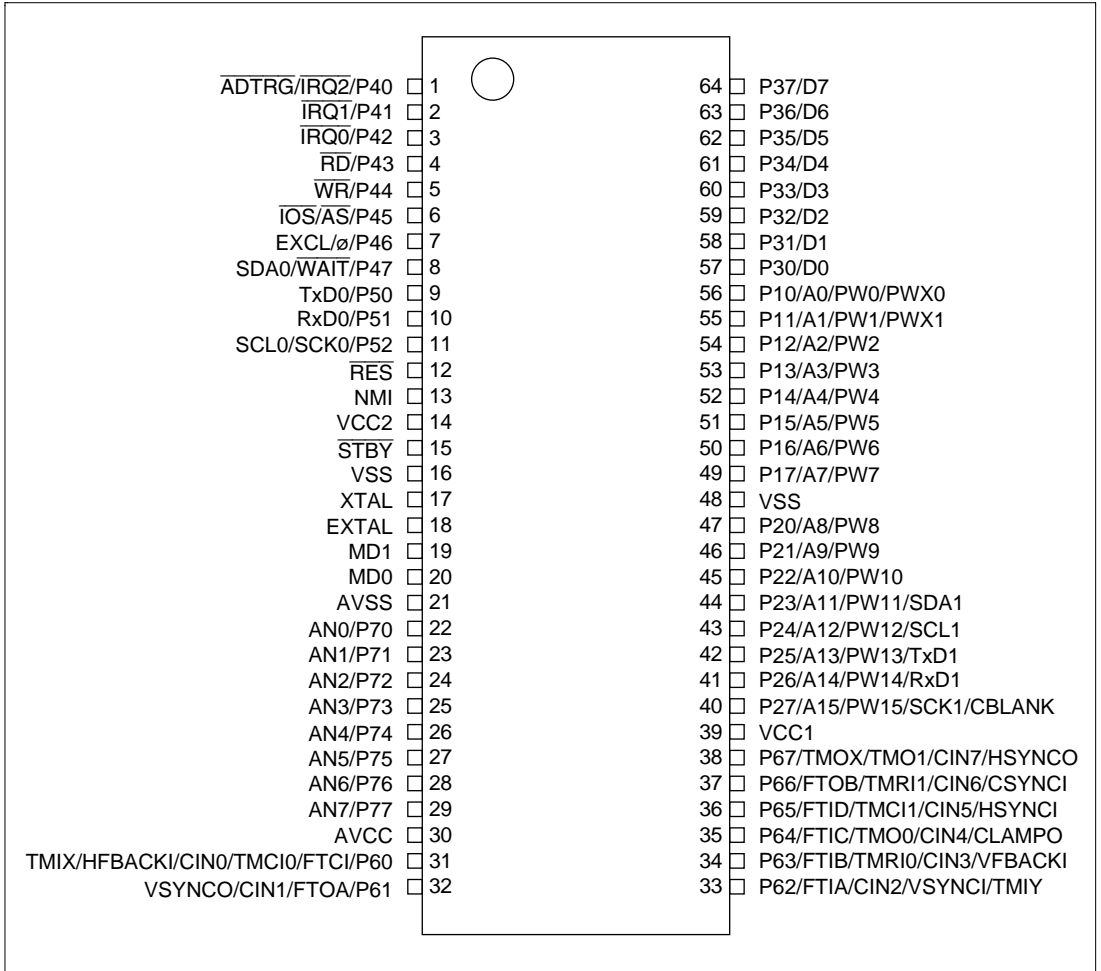 A̅D̅T̅R̅G̅/I̅R̅Q̅2̅/P40 1 64 P37/D7
I̅R̅Q̅1̅/P41 2 63 P36/D6
I̅R̅Q̅0̅/P42 3 62 P35/D5
R̅D̅/P43 4 61 P34/D4
W̅R̅/P44 5 60 P33/D3
I̅O̅S̅/A̅S̅/P45 6 59 P32/D2
EXCL/ø/P46 7 58 P31/D1
SDA0/W̅A̅I̅T̅/P47 8 57 P30/D0
TxD0/P50 9 56 P10/A0/PW0/PWX0
RxD0/P51 10 55 P11/A1/PW1/PWX1
SCL0/SCK0/P52 11 54 P12/A2/PW2
R̅E̅S̅ 12 53 P13/A3/PW3
NMI 13 52 P14/A4/PW4
VCC2 14 51 P15/A5/PW5
S̅T̅B̅Y̅ 15 50 P16/A6/PW6
VSS 16 49 P17/A7/PW7
XTAL 17 48 VSS
EXTAL 18 47 P20/A8/PW8
MD1 19 46 P21/A9/PW9
MD0 20 45 P22/A10/PW10
AVSS 21 44 P23/A11/PW11/SDA1
AN0/P70 22 43 P24/A12/PW12/SCL1
AN1/P71 23 42 P25/A13/PW13/TxD1
AN2/P72 24 41 P26/A14/PW14/RxD1
AN3/P73 25 40 P27/A15/PW15/SCK1/CBLANK
AN4/P74 26 39 VCC1
AN5/P75 27 38 P67/TMOX/TMO1/CIN7/HSYNCO
AN6/P76 28 37 P66/FTOB/TMRI1/CIN6/CSYNCI
AN7/P77 29 36 P65/FTID/TMCI1/CIN5/HSYNCI
AVCC 30 35 P64/FTIC/TMO0/CIN4/CLAMPO
TMIX/HFBACKI/CIN0/TMCI0/FTCI/P60 31 34 P63/FTIB/TMRI0/CIN3/VFBACKI
VSYNCO/CIN1/FTOA/P61 32 33 P62/FTIA/CIN2/VSYNCI/TMIY